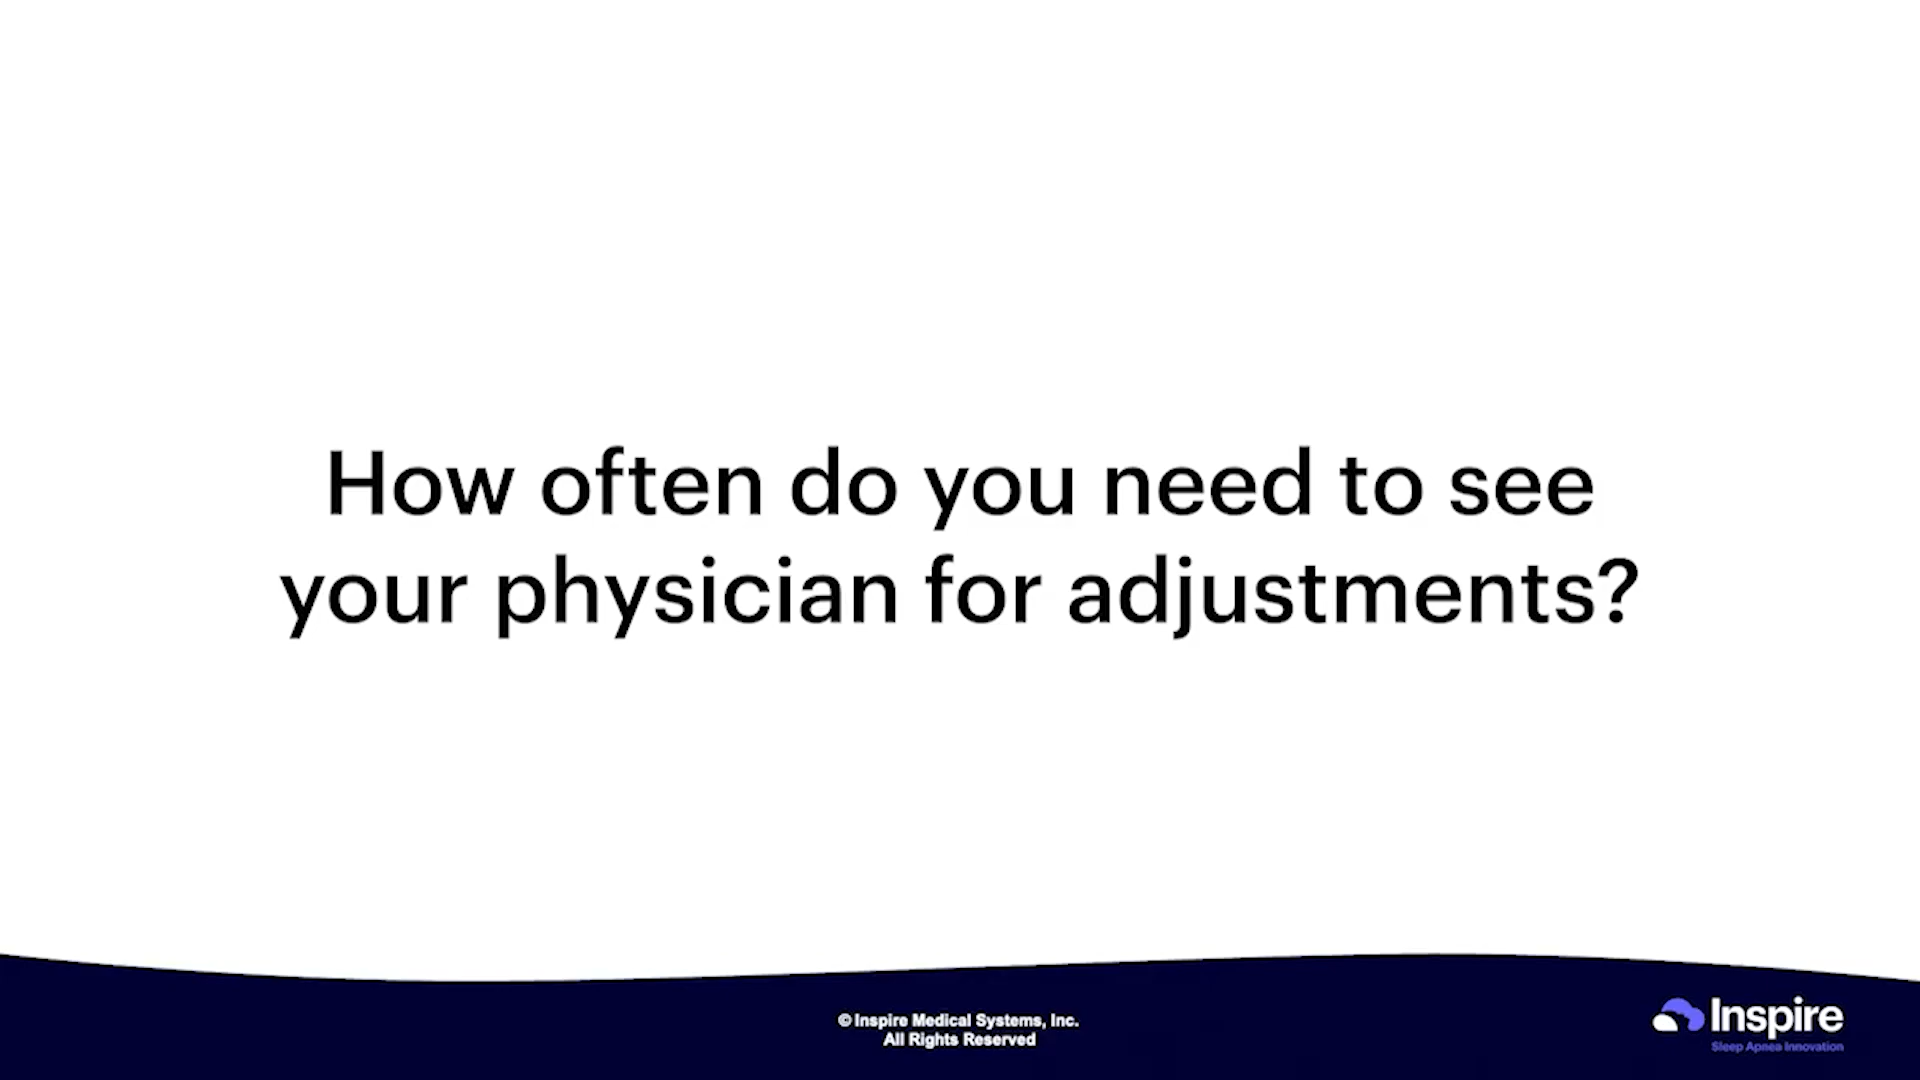 How often do you need to see
your physician for adjustments?
© Inspire Medical Systems, Inc.
All Rights Reserved
Inspire
Sleep Apnea Innovation